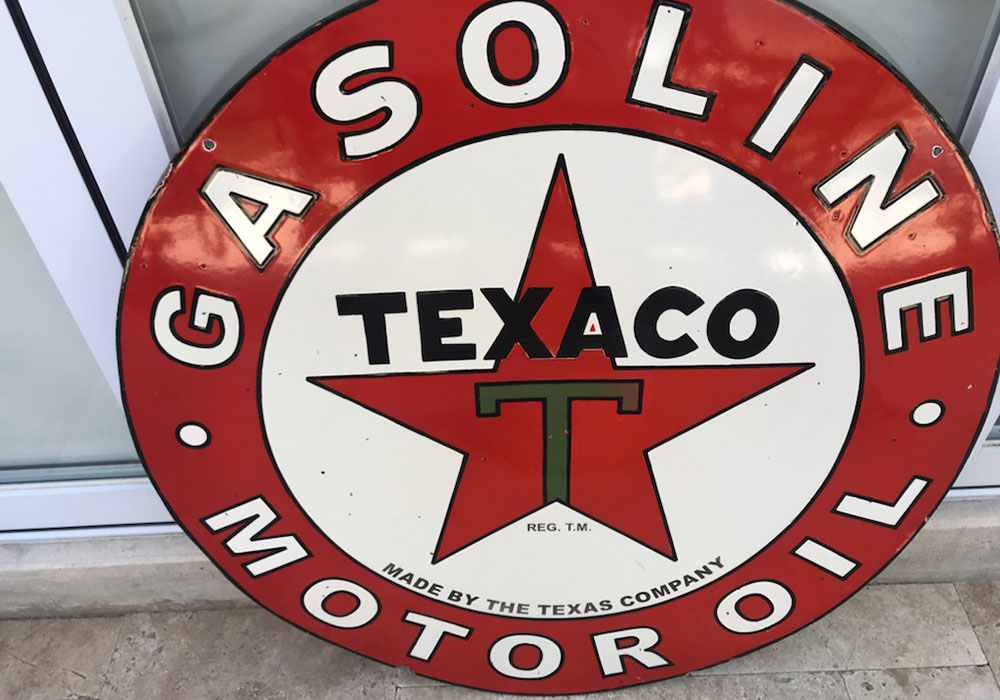 GASOLINE
TEXACO
T
REG. T.M.
MADE BY THE TEXAS COMPANY
• MOTOR OIL •